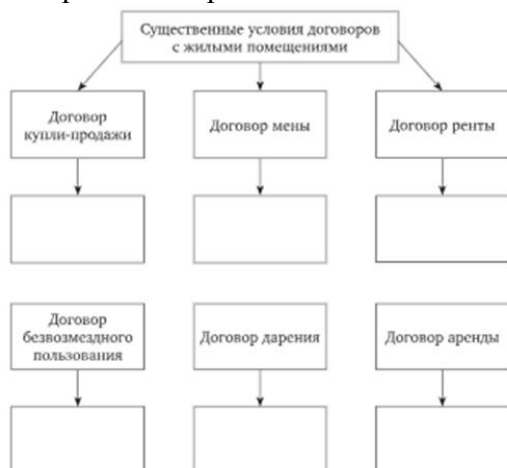 Существенные условия договоров
с жилыми помещениями
Договор
купли-продажи
Договор мены
Договор ренты
Договор
безвозмездного
пользования
Договор дарения
Договор аренды